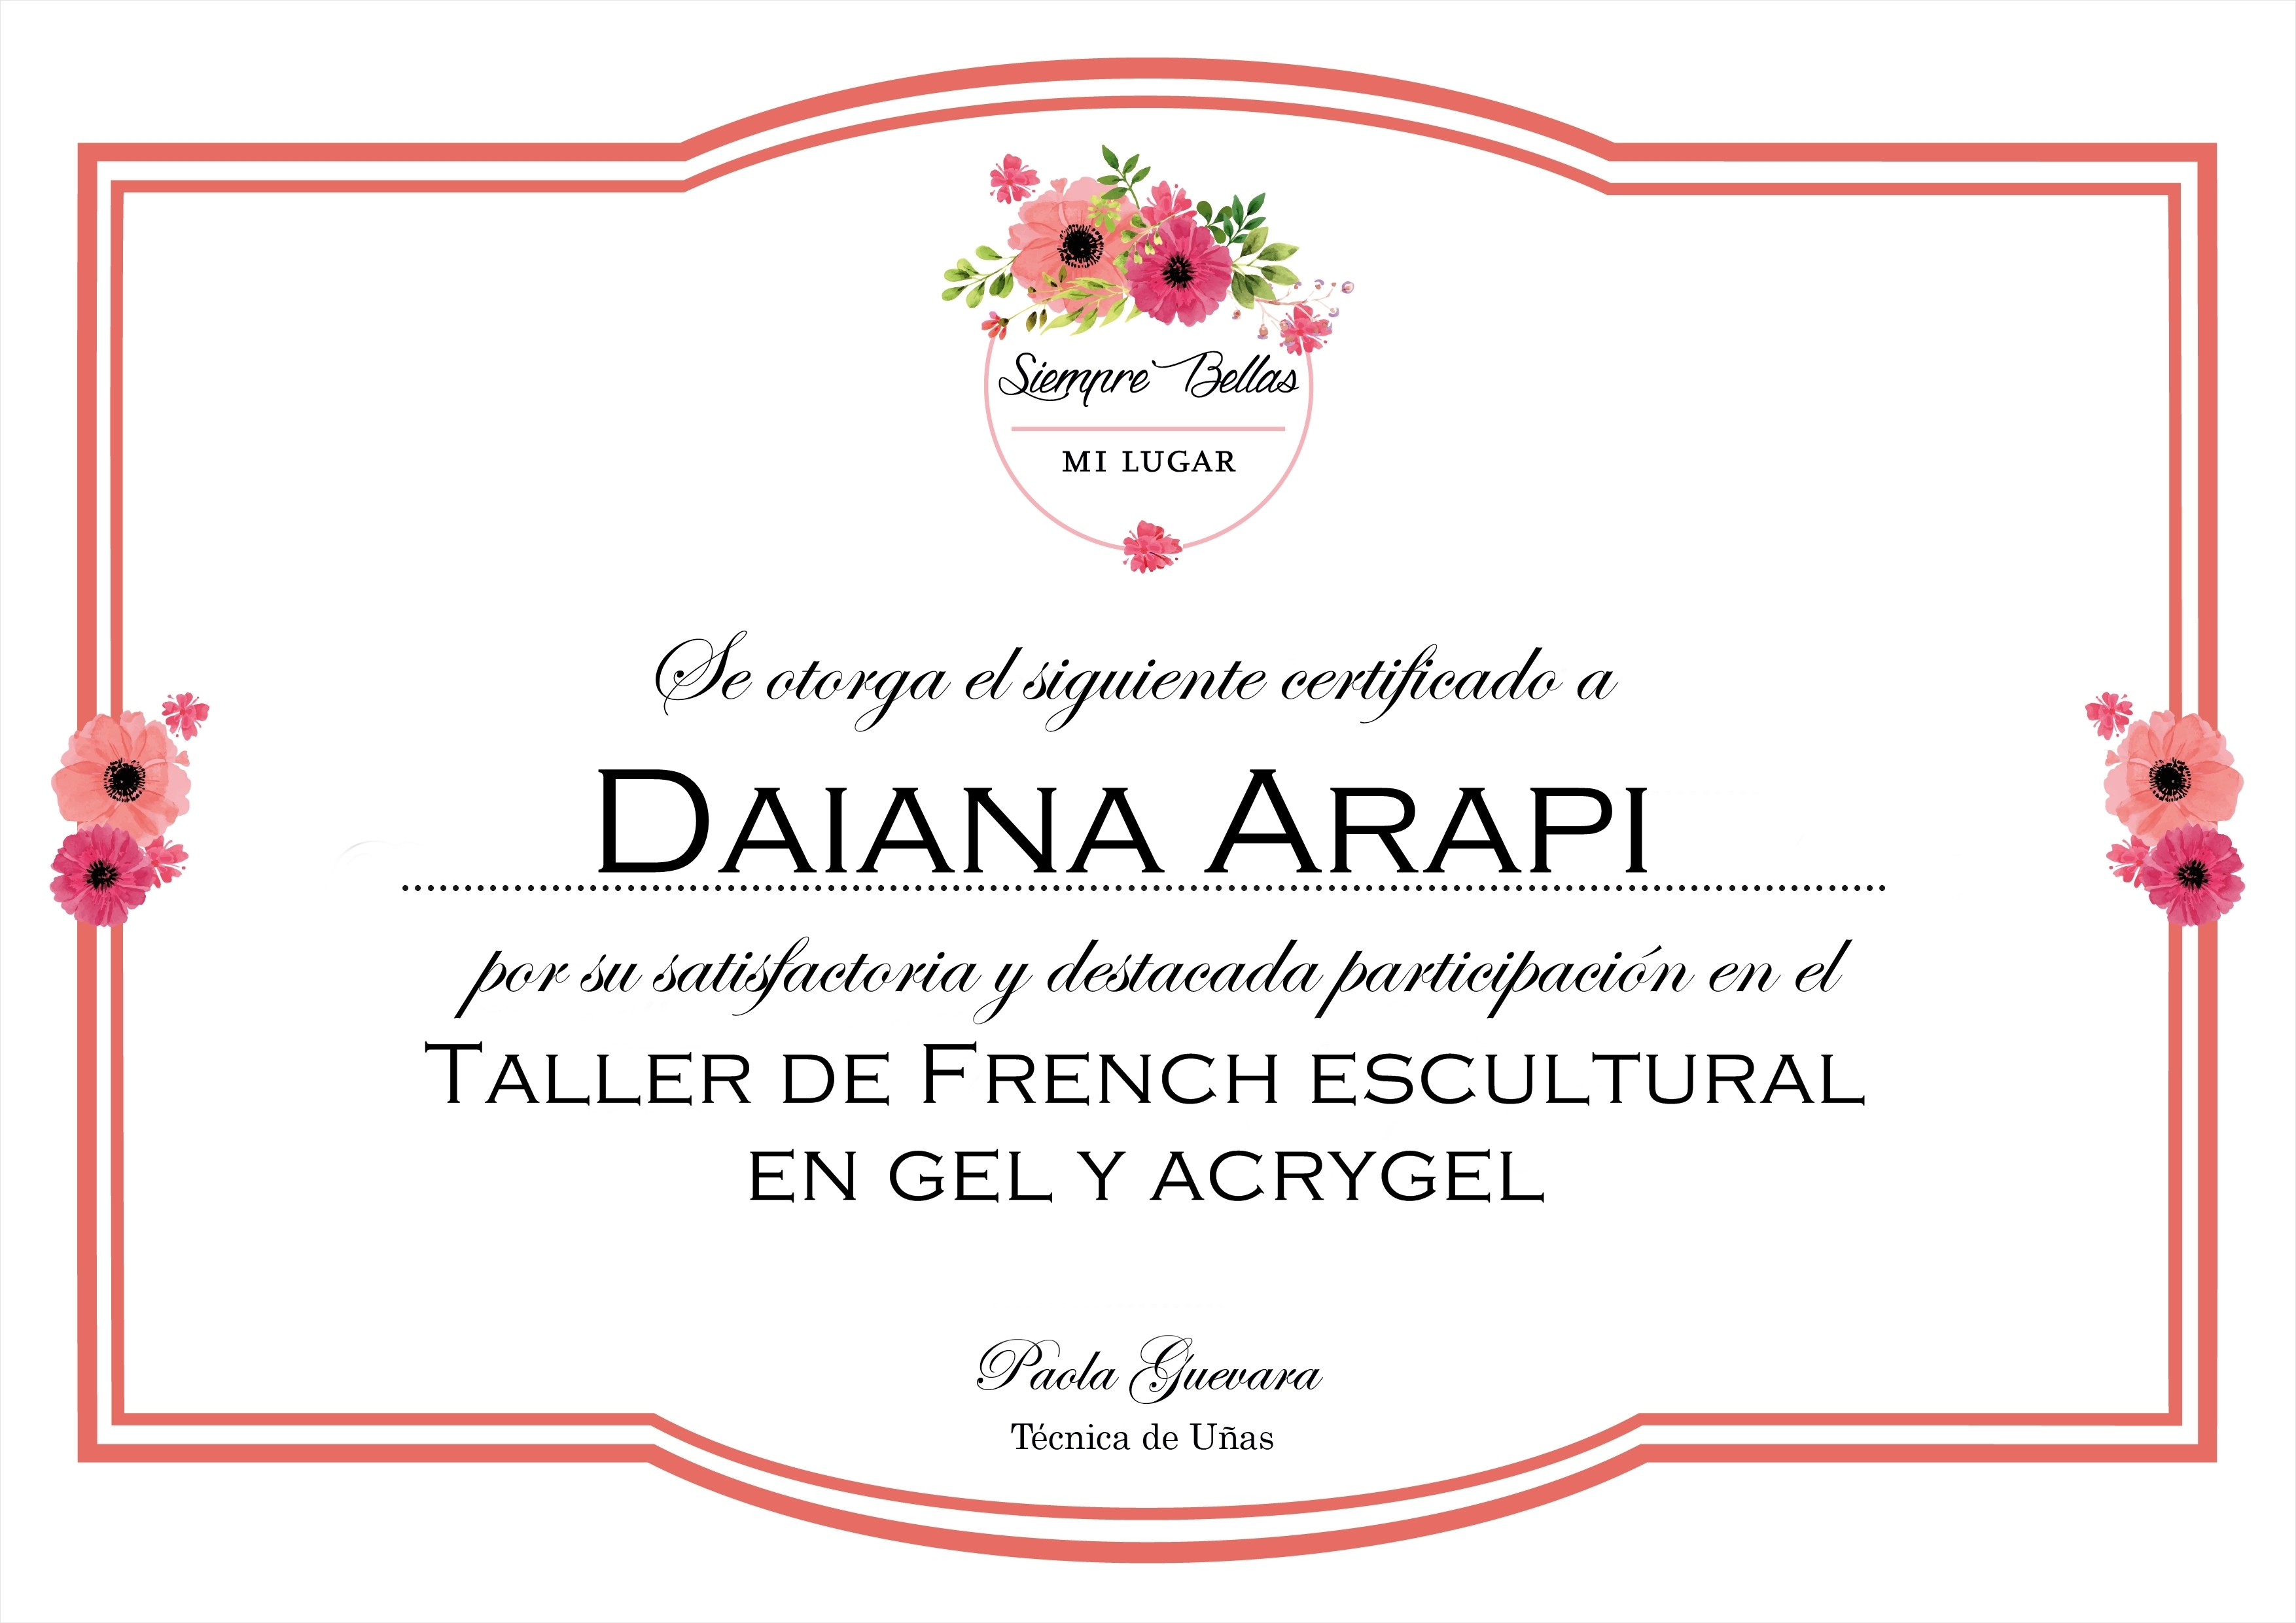 Siempre Bellas
MI LUGAR
Se otorga el siguiente certificado a
DAIANA ARAPI
por su satisfactoria y destacada participación en el
TALLER DE FRENCH ESCULTURAL
EN GEL Y ACRYGEL
Paola Guevara
Técnica de Uñas